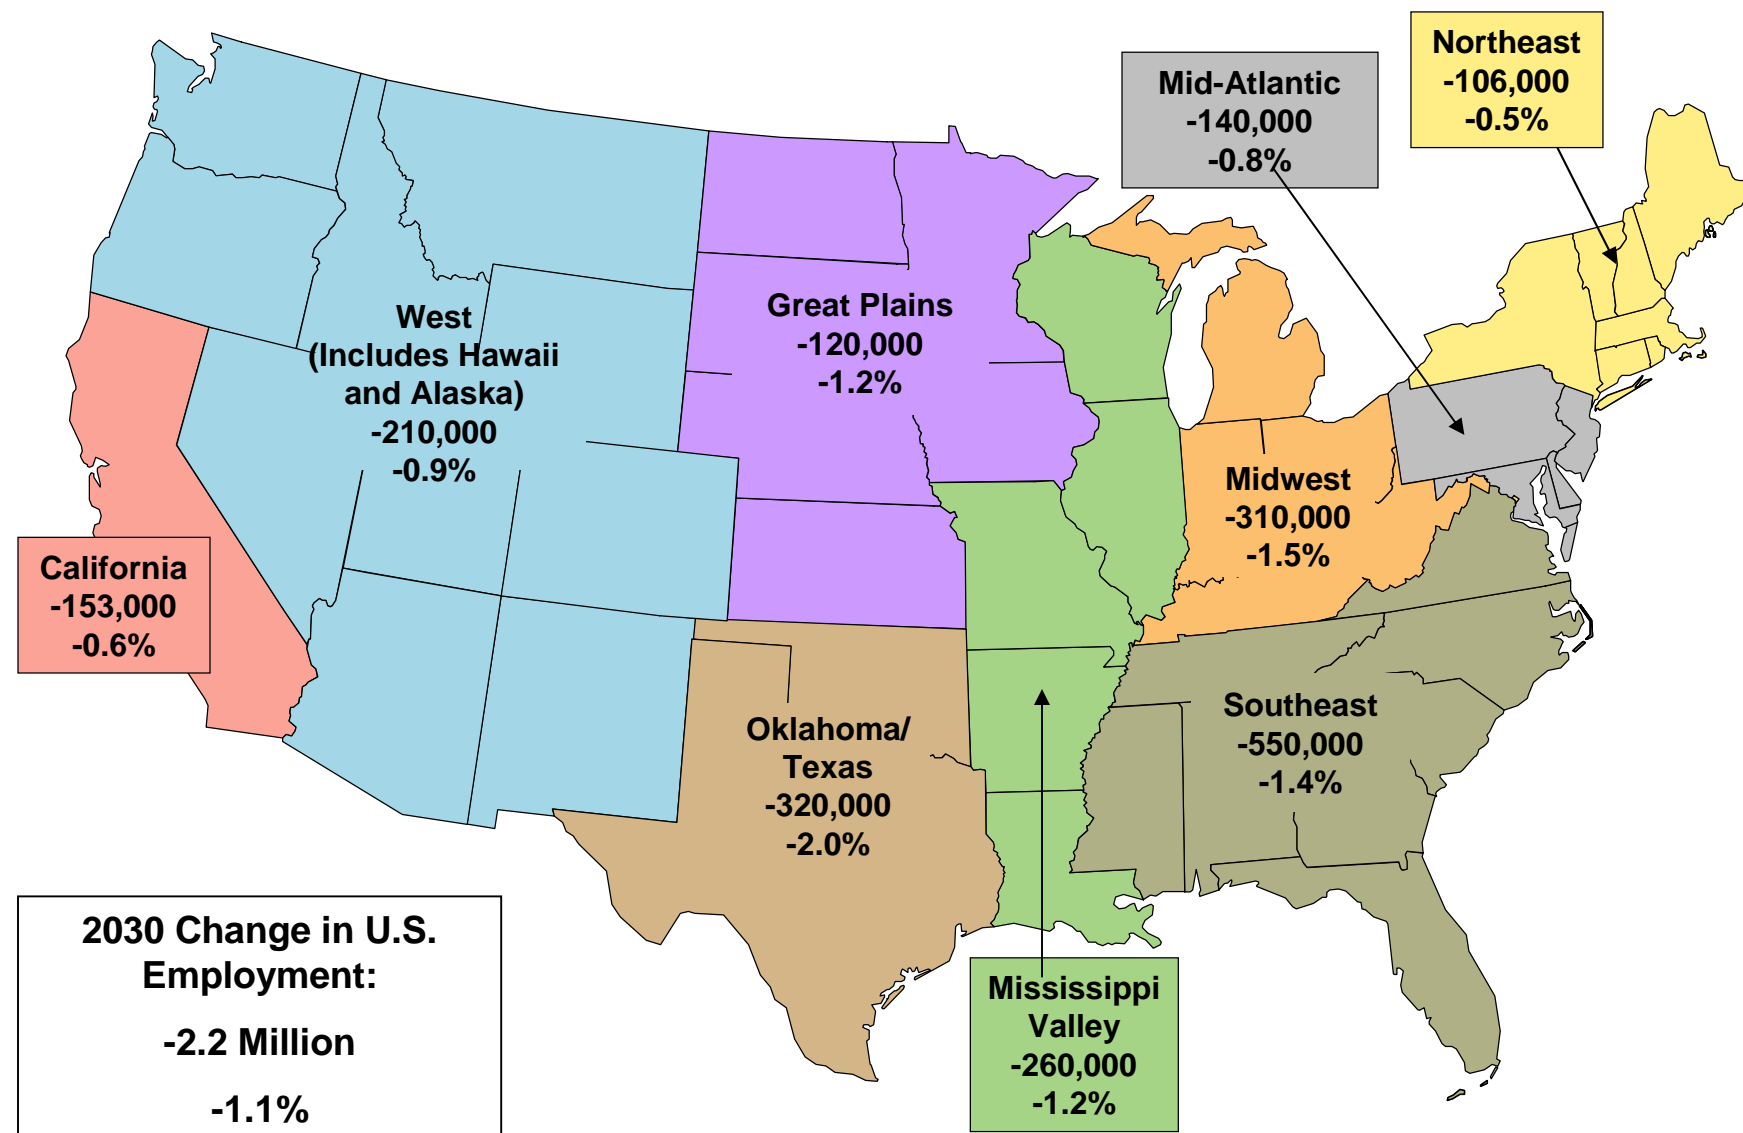 Northeast
-106,000
-0.5%
Mid-Atlantic
-140,000
-0.8%
West
(Includes Hawaii
and Alaska)
-210,000
-0.9%
Great Plains
-120,000
-1.2%
Midwest
-310,000
-1.5%
California
-153,000
-0.6%
Oklahoma/
Texas
-320,000
-2.0%
Southeast
-550,000
-1.4%
Mississippi
Valley
-260,000
-1.2%
2030 Change in U.S.
Employment:
-2.2 Million
-1.1%